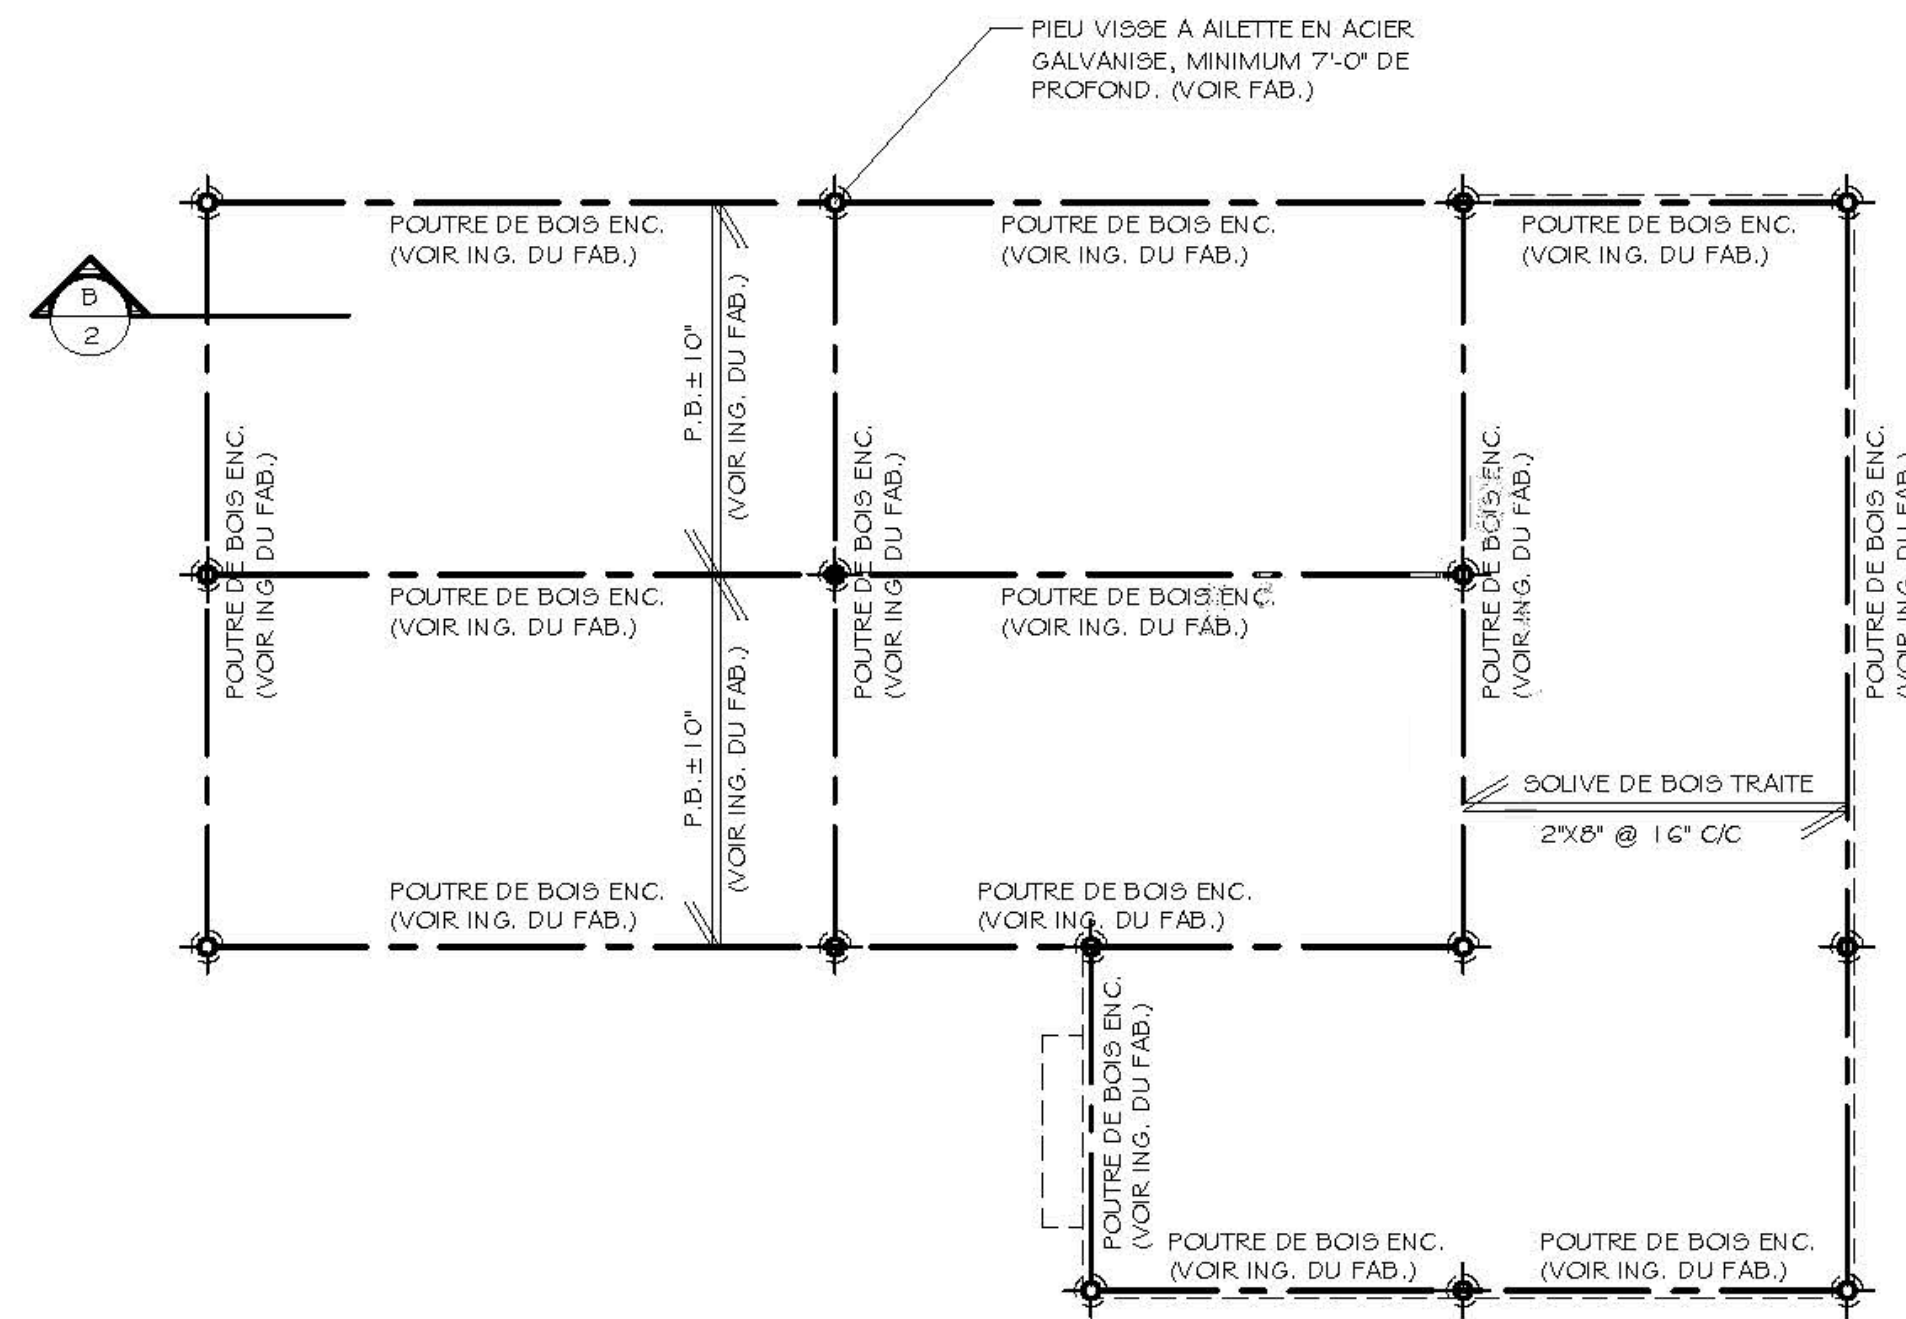 PIEU VISSE A AILETTE EN ACIER
GALVANISE, MINIMUM 7'-0" DE
PROFOND. (VOIR FAB.)
POUTRE DE BOIS ENC.
(VOIR ING. DU FAB.)
POUTRE DE BOIS ENC.
(VOIR ING. DU FAB.)
POUTRE DE BOIS ENC.
(VOIR ING. DU FAB.)
B
2
P.B.± 10"
(VOIR ING. DU FAB.)
POUTRE DE BOIS ENC.
(VOIR ING. DU FAB.)
POUTRE DE BOIS ENC.
(VOIR ING. DU FAB.)
POUTRE DE BOIS ENC.
(VOIR ING. DU FAB.)
POUTRE DE BOIS ENC.
(VOIR ING. DU FAB.)
POUTRE DE BOIS ENC.
(VOIR ING. DU FAB.)
POUTRE DE BOIS ENC.
(VOIR ING. DU FAB.)
P.B.± 10"
(VOIR ING. DU FAB.)
SOLIVE DE BOIS TRAITE
2"X8" @ 16" C/C
POUTRE DE BOIS ENC.
(VOIR ING. DU FAB.)
POUTRE DE BOIS ENC.
(VOIR ING. DU FAB.)
POUTRE DE BOIS ENC.
(VOIR ING. DU FAB.)
POUTRE DE BOIS ENC.
(VOIR ING. DU FAB.)
POUTRE DE BOIS ENC.
(VOIR ING. DU FAB.)